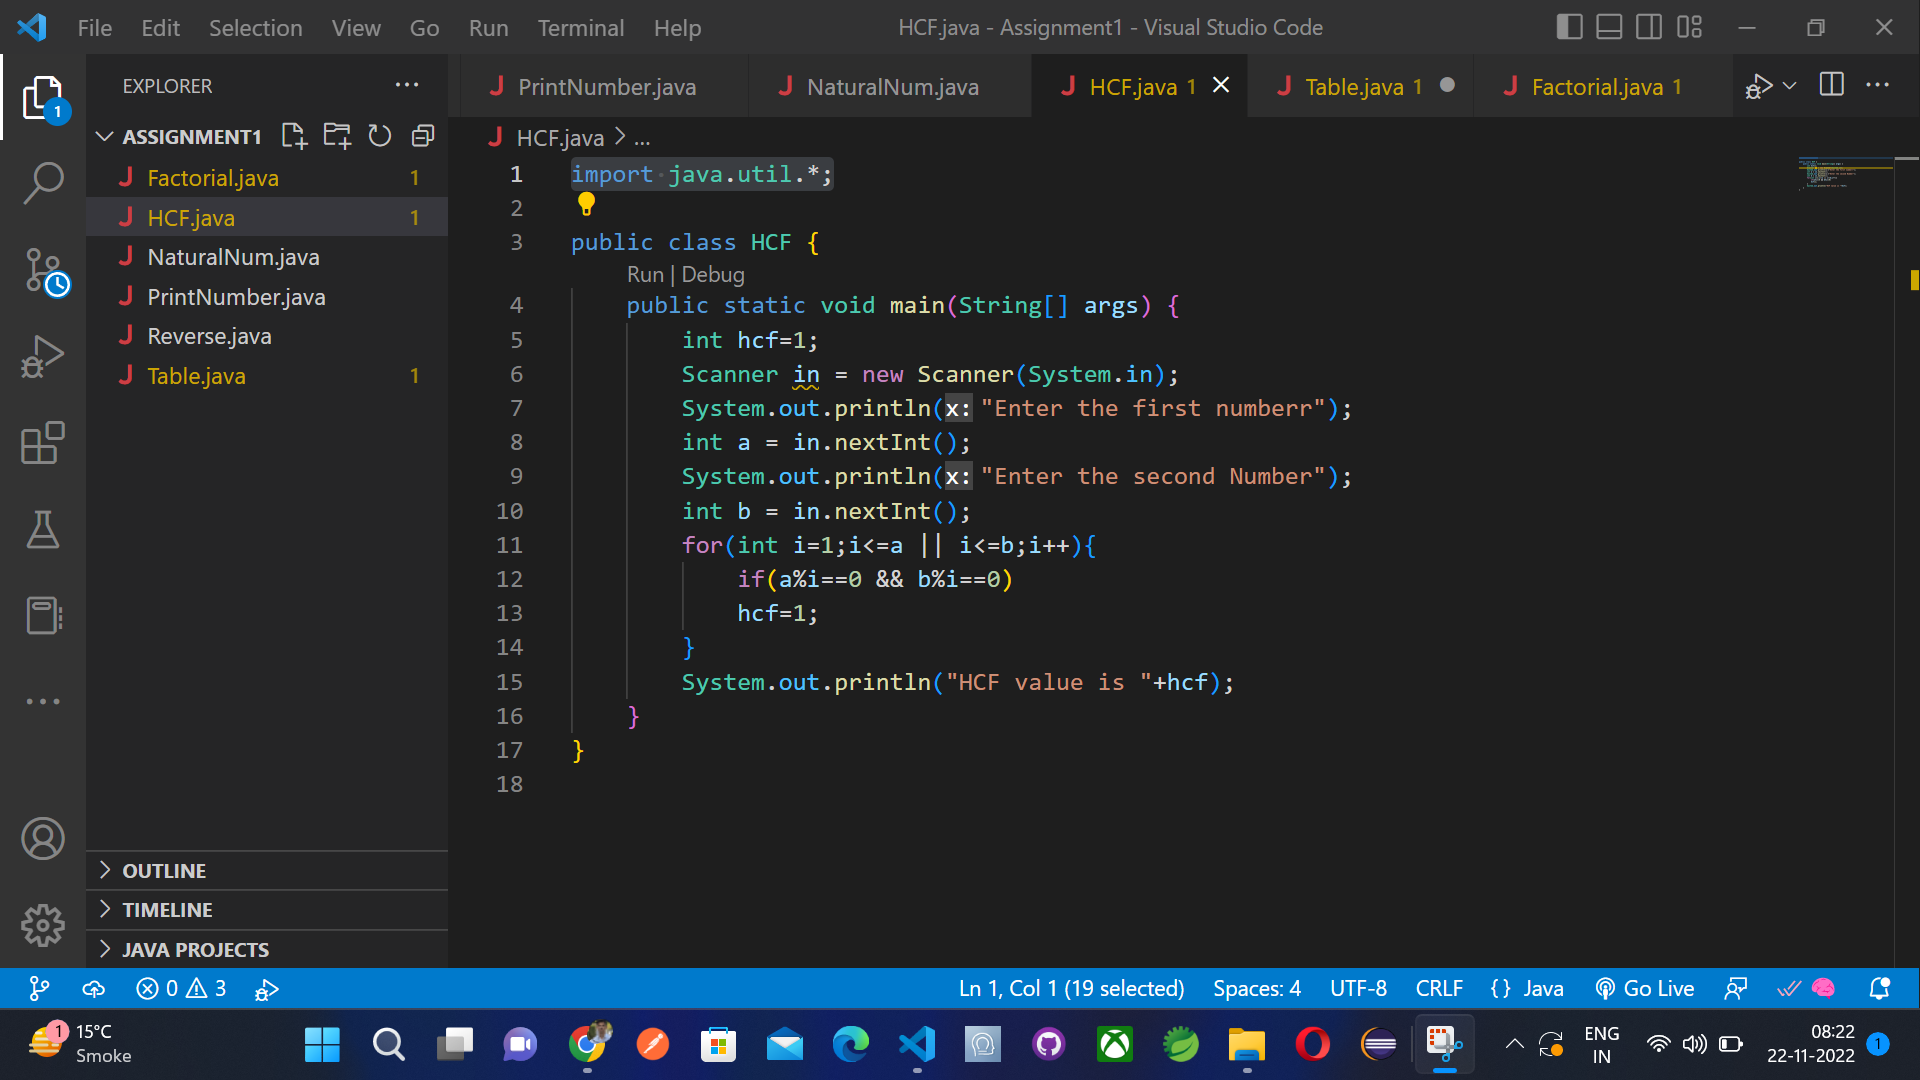 File Edit Selection View Go Run Terminal Help HCF.java - Assignment1 - Visual Studio Code
EXPLORER
PrintNumber.java NaturalNum.java HCF.java 1 Table.java 1 Factorial.java 1
ASSIGNMENT1
HCF.java > ...
Factorial.java 1
HCF.java 1
NaturalNum.java
PrintNumber.java
Reverse.java
Table.java 1
1 import java.util.*;
2
3 public class HCF {
Run | Debug
4 public static void main(String[] args) {
5 int hcf=1;
6 Scanner in = new Scanner(System.in);
7 System.out.println(x: "Enter the first numberr");
8 int a = in.nextInt();
9 System.out.println(x: "Enter the second Number");
10 int b = in.nextInt();
11 for(int i=1;i<=a || i<=b;i++){
12 if(a%i==0 && b%i==0)
13 hcf=1;
14 }
15 System.out.println("HCF value is "+hcf);
16 }
17 }
18
1
OUTLINE
TIMELINE
JAVA PROJECTS
0 3 Ln 1, Col 1 (19 selected) Spaces: 4 UTF-8 CRLF {} Java Go Live
1 15°C
Smoke
ENG
IN
08:22
22-11-2022
1